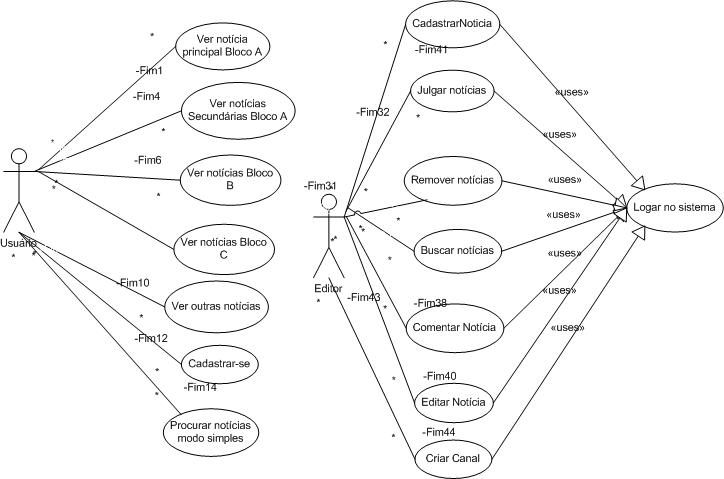 Ver notícia
principal Bloco A
-Fim1
Ver notícias
Secundárias Bloco A
-Fim4
-Fim6
Ver notícias Bloco
B
Ver notícias Bloco
C
Usuário
-Fim10
Ver outras notícias
-Fim12
Cadastrar-se
-Fim14
Procurar notícias
modo simples
CadastrarNoticia
-Fim41
Julgar notícias
-Fim32
Remover notícias
-Fim31
Buscar notícias
Editor
-Fim43
-Fim38
Comentar Notícia
-Fim40
Editar Notícia
-Fim44
Criar Canal
«uses»
«uses»
«uses»
«uses»
«uses»
«uses»
«uses»
Logar no sistema